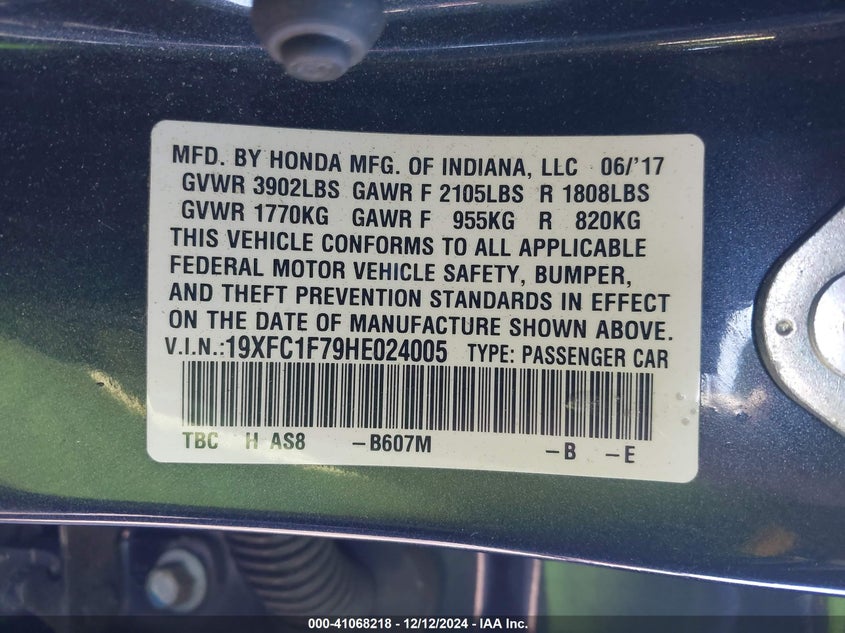 MFD. BY HONDA MFG. OF INDIANA, LLC 06/'17
GVWR 3902LBS GAWR F 2105LBS R 1808LBS
GVWR 1770KG GAWR F 955KG R 820KG
THIS VEHICLE CONFORMS TO ALL APPLICABLE
FEDERAL MOTOR VEHICLE SAFETY, BUMPER,
AND THEFT PREVENTION STANDARDS IN EFFECT
ON THE DATE OF MANUFACTURE SHOWN ABOVE.
V.I.N.:19XFC1F79HE024005 TYPE: PASSENGER CAR
TBC H AS8 –B607M –B –E
000-41068218 - 12/12/2024 - IAA Inc.